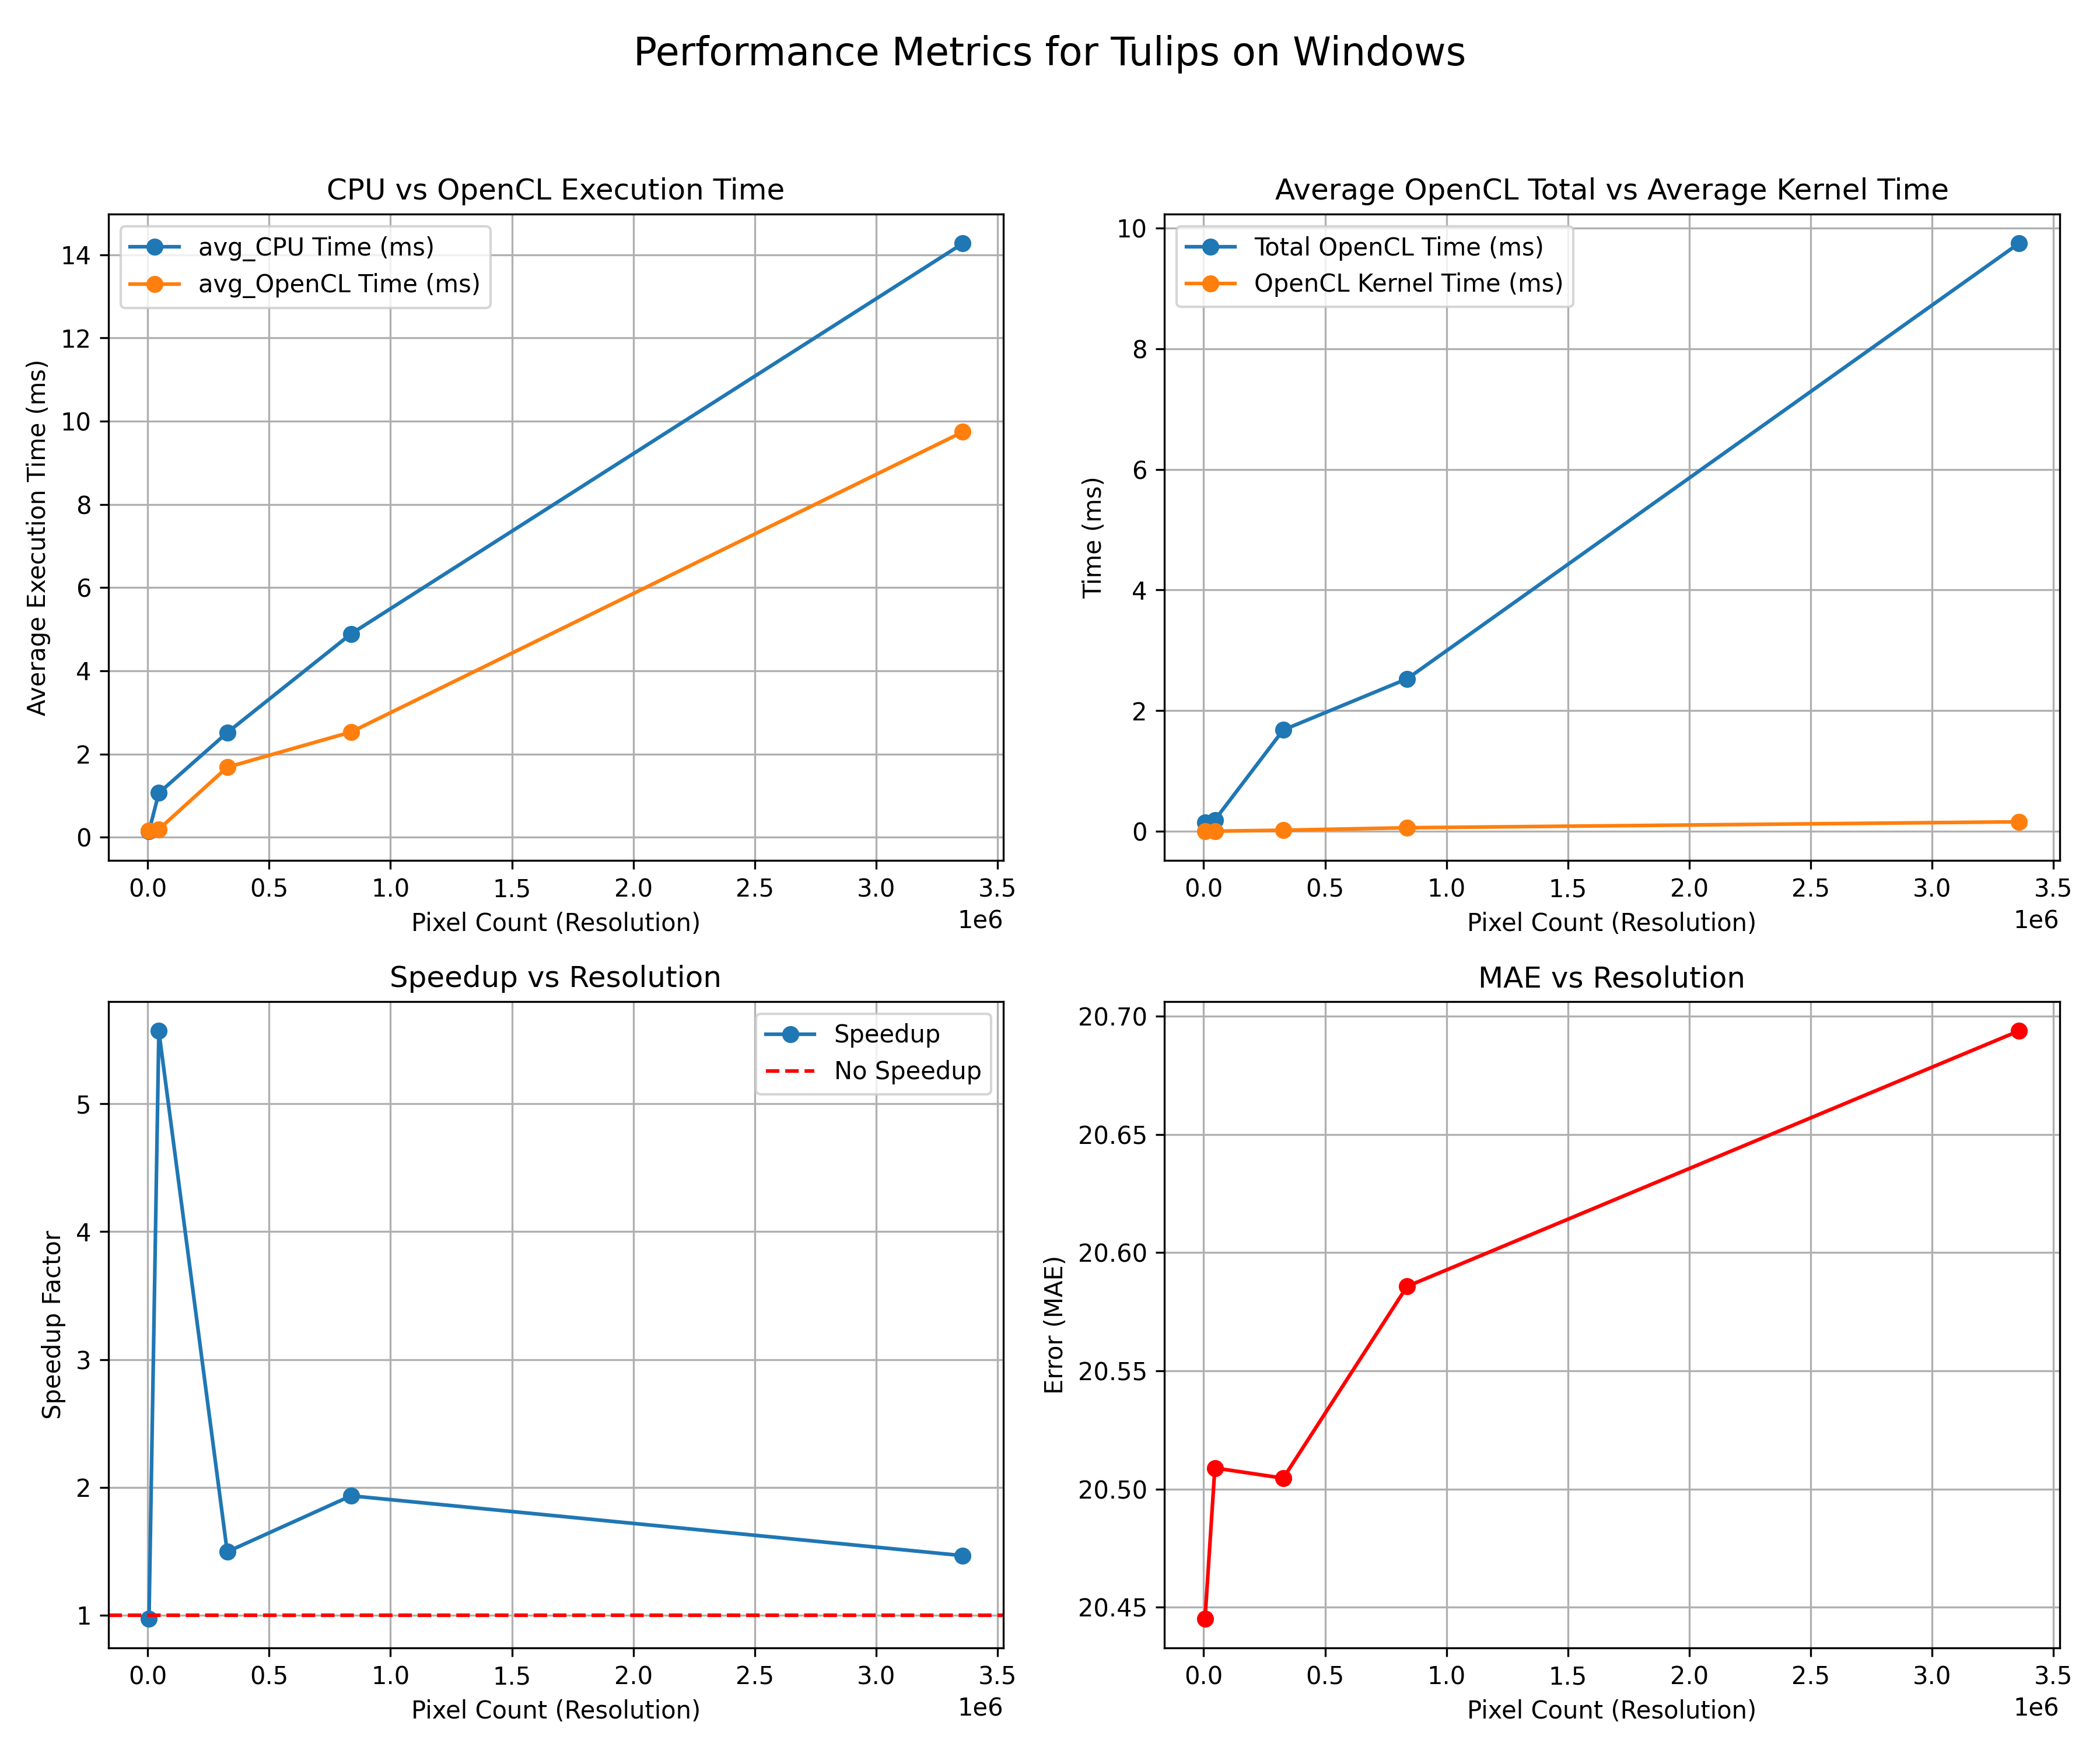 Performance Metrics for Tulips on Windows
CPU vs OpenCL Execution Time
avg_CPU Time (ms)
avg_OpenCL Time (ms)
Average Execution Time (ms)
14
12
10
8
6
4
2
0
0.0 0.5 1.0 1.5 2.0 2.5 3.0 3.5
1e6
Pixel Count (Resolution)
Average OpenCL Total vs Average Kernel Time
Total OpenCL Time (ms)
OpenCL Kernel Time (ms)
Time (ms)
10
8
6
4
2
0
0.0 0.5 1.0 1.5 2.0 2.5 3.0 3.5
1e6
Pixel Count (Resolution)
Speedup vs Resolution
Speedup
No Speedup
Speedup Factor
5
4
3
2
1
0.0 0.5 1.0 1.5 2.0 2.5 3.0 3.5
1e6
Pixel Count (Resolution)
MAE vs Resolution
Error (MAE)
20.70
20.65
20.60
20.55
20.50
20.45
0.0 0.5 1.0 1.5 2.0 2.5 3.0 3.5
1e6
Pixel Count (Resolution)